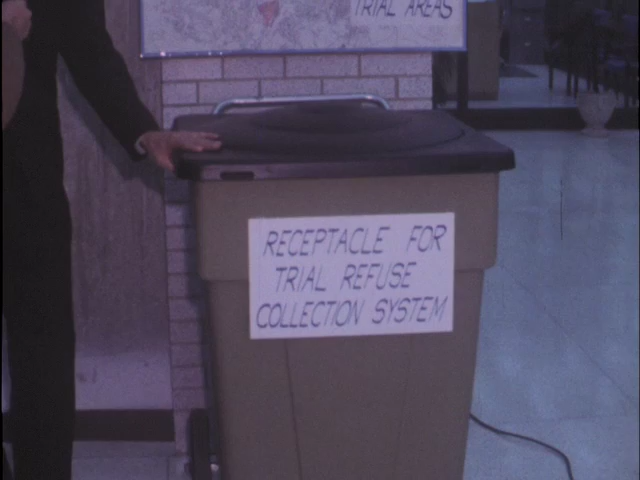 TRIAL AREAS
RECEPTACLE FOR
TRIAL REFUSE
COLLECTION SYSTEM